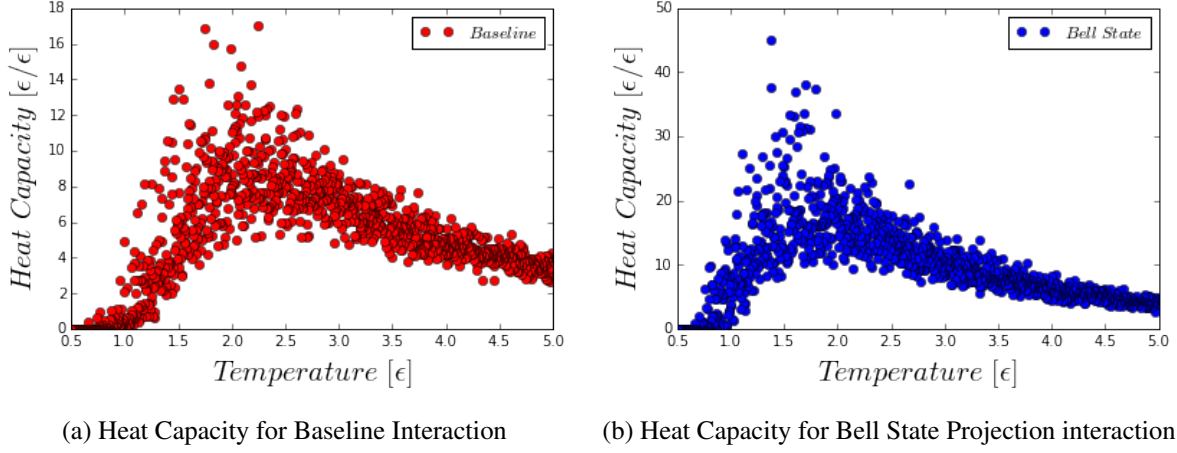 18
16
14
12
10
8
6
4
2
0
Heat Capacity [ϵ/ϵ]
Baseline
0.5 1.0 1.5 2.0 2.5 3.0 3.5 4.0 4.5 5.0
Temperature [ϵ]
(a) Heat Capacity for Baseline Interaction
50
40
30
20
10
0
Heat Capacity [ϵ/ϵ]
Bell State
0.5 1.0 1.5 2.0 2.5 3.0 3.5 4.0 4.5 5.0
Temperature [ϵ]
(b) Heat Capacity for Bell State Projection interaction